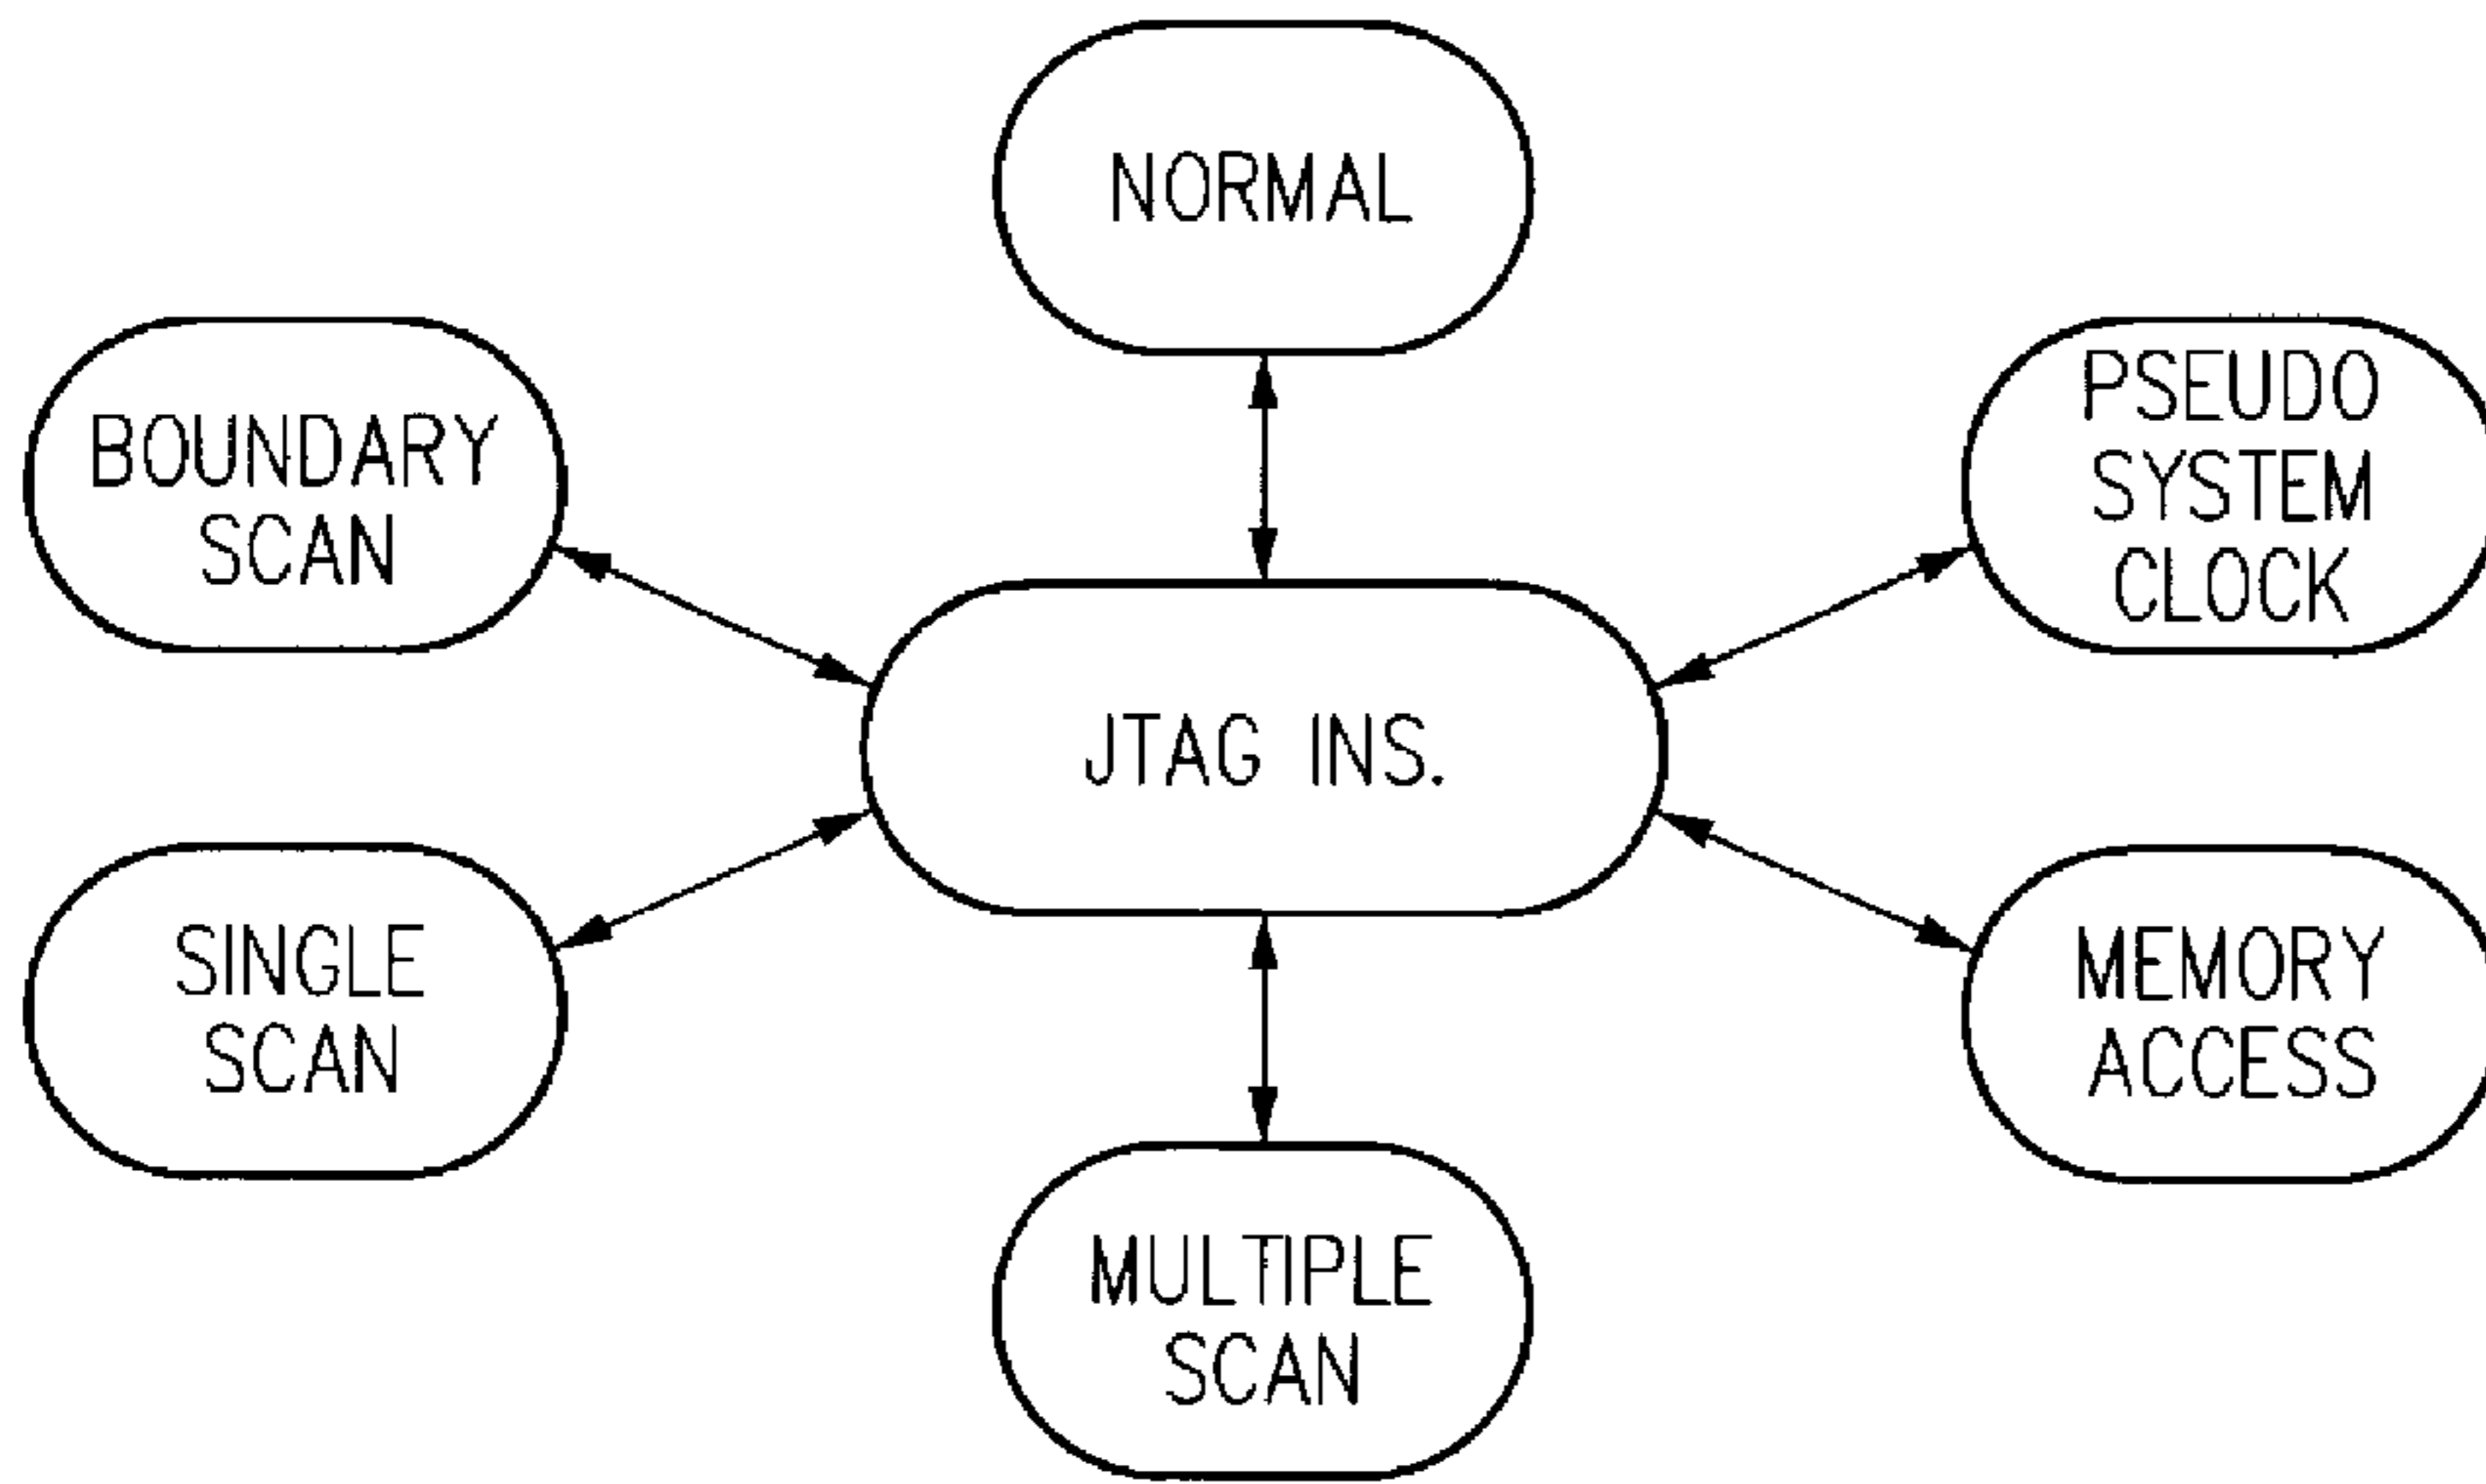 NORMAL
BOUNDARY
SCAN
PSEUDO
SYSTEM
CLOCK
JTAG INS.
SINGLE
SCAN
MEMORY
ACCESS
MULTIPLE
SCAN